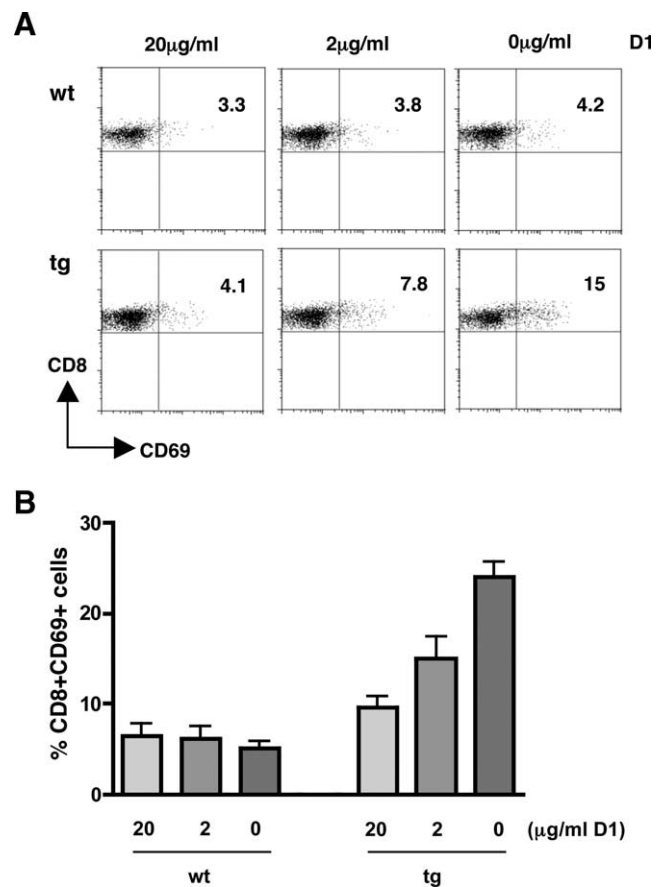 A
20μg/ml 2μg/ml 0μg/ml D1
wt 3.3 3.8 4.2
tg 4.1 7.8 15
CD8
CD69
B
% CD8+CD69+ cells
30
20
10
0
20 2 0 20 2 0 (μg/ml D1)
wt tg